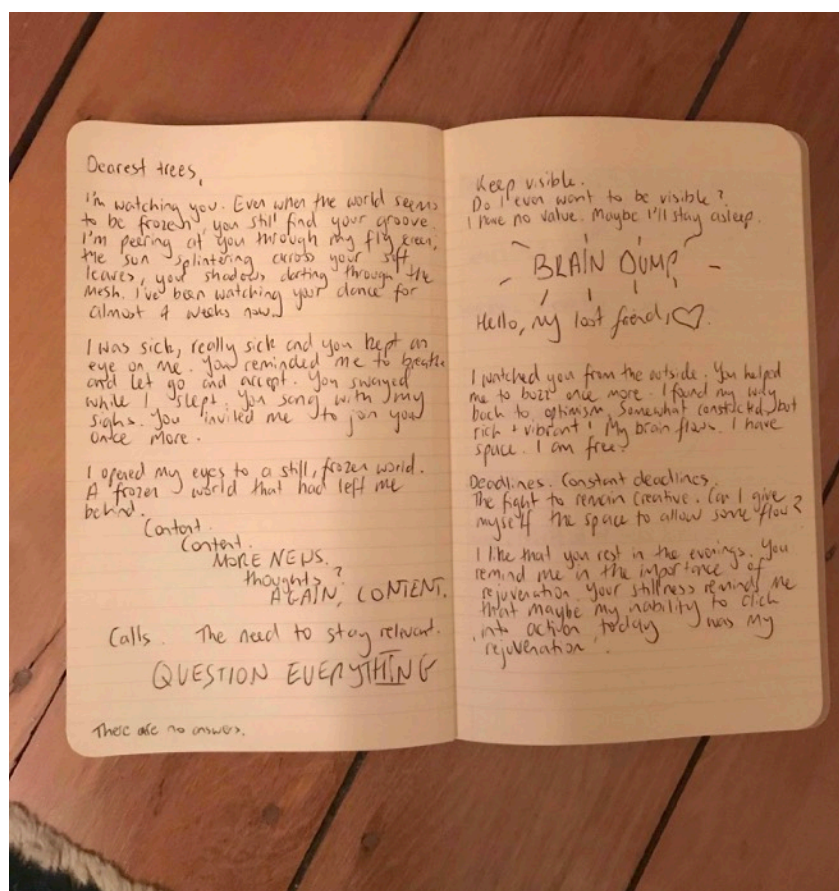 Dearest trees,
I'm watching you. Even when the world seems
to be frozen, you still find your groove.
I'm peering at you through my fly screen,
the sun splintering across your soft
leaves, your shadows darting through the
mesh. I've been watching your dance for
almost 4 weeks now.
I was sick, really sick and you kept an
eye on me. You reminded me to breathe
and let go and accept. You swayed
while I slept. You sang with my
sighs. You invited me to join you
once more.
I opened my eyes to a still, frozen world.
A frozen world that had left me
behind.
Content.
Content.
MORE NEWS.
thoughts?
AGAIN, CONTENT.
Calls. The need to stay relevant.
QUESTION EVERYTHING
There are no answers.
Keep visible.
Do I even want to be visible?
I have no value. Maybe I'll stay asleep.
BRAIN DUMP
Hello, my lost friend, ♡.
I watched you from the outside. You helped
me to buzz once more. I found my way
back to optimism. Somewhat constricted, but
rich + vibrant! My brain flows. I have
space. I am free?
Deadlines. Constant deadlines.
The fight to remain creative. Can I give
myself the space to allow some flow?
I like that you rest in the evenings. You
remind me in the importance of
rejuvenation. Your stillness reminds me
that maybe my inability to click
into action today was my
rejuvenation.